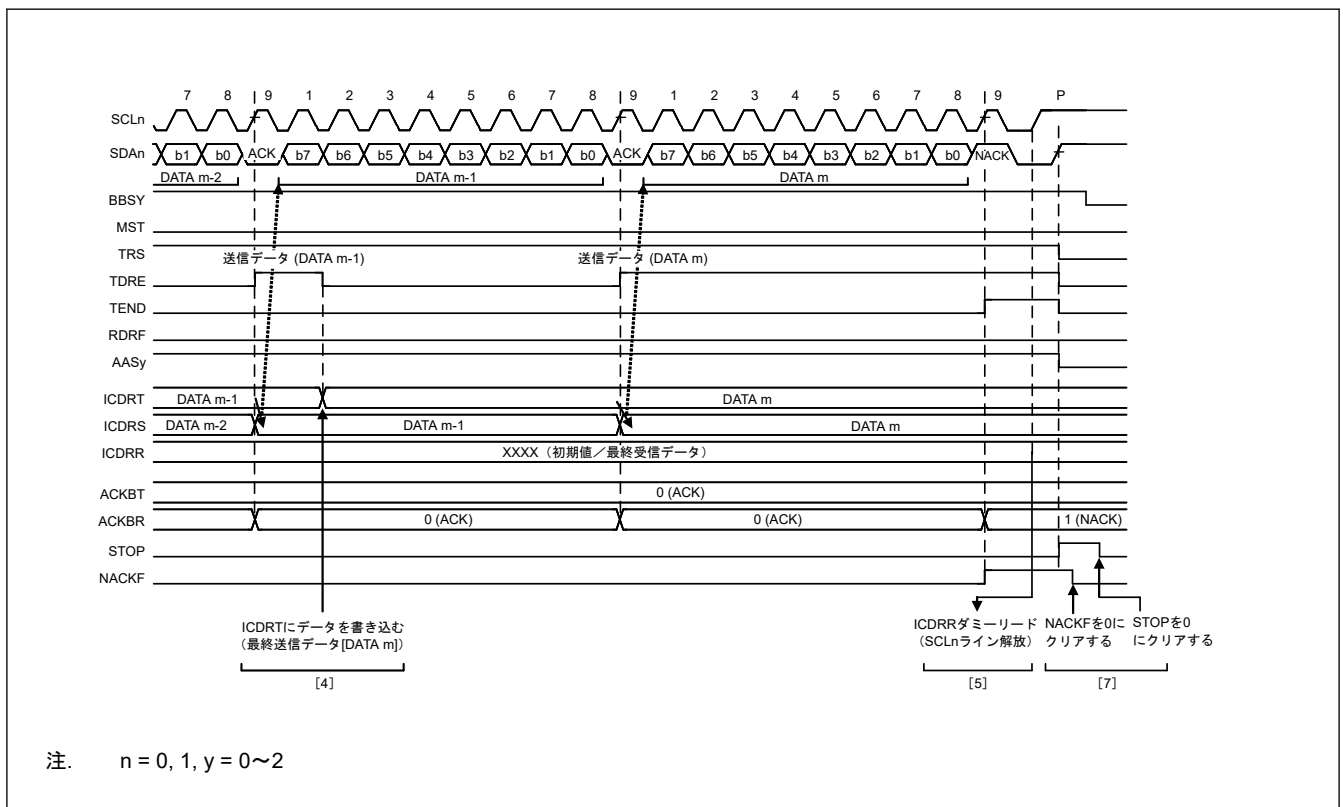 7 8 9 1 2 3 4 5 6 7 8 9 1 2 3 4 5 6 7 8 9 P
SCLn
SDAn b1 b0 ACK b7 b6 b5 b4 b3 b2 b1 b0 ACK b7 b6 b5 b4 b3 b2 b1 b0 NACK
DATA m-2 DATA m-1 DATA m
BBSY
MST
TRS
送信データ (DATA m-1) 送信データ (DATA m)
TDRE
TEND
RDRF
AASy
ICDRT DATA m-1 DATA m
ICDRS DATA m-2 DATA m-1 DATA m
ICDRR XXXX（初期値／最終受信データ）
ACKBT 0 (ACK)
ACKBR 0 (ACK) 0 (ACK) 1 (NACK)
STOP
NACKF
ICDRTにデータを書き込む
（最終送信データ[DATA m]）
[4]
ICDRRダミーリード
（SCLnライン解放）
[5]
NACKFを0に
クリアする
STOPを0
にクリアする
[7]
注. n = 0, 1, y = 0～2